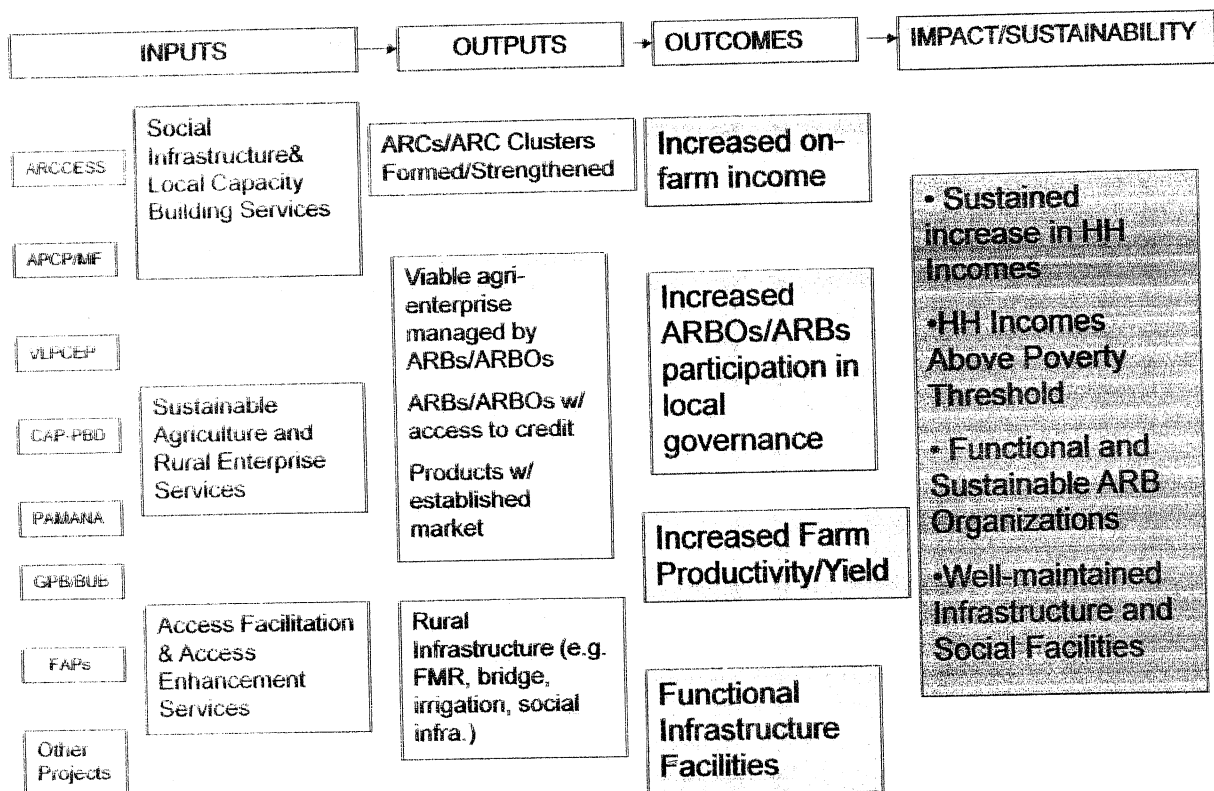 INPUTS
OUTPUTS
OUTCOMES
IMPACT/SUSTAINABILITY
ARCCESS
APCP/MF
VLPCEP
CAP-PBD
PAMANA
GPB/BUB
FAPs
Other
Projects
Social
Infrastructure&
Local Capacity
Building Services
Sustainable
Agriculture and
Rural Enterprise
Services
Access Facilitation
& Access
Enhancement
Services
ARCs/ARC Clusters
Formed/Strengthened
Viable agri-
enterprise
managed by
ARBs/ARBOs
ARBs/ARBOs w/
access to credit
Products w/
established
market
Rural
Infrastructure (e.g.
FMR, bridge,
irrigation, social
infra.)
Increased on-
farm income
Increased
ARBOs/ARBs
participation in
local
governance
Increased Farm
Productivity/Yield
Functional
Infrastructure
Facilities
• Sustained
increase in HH
Incomes
•HH Incomes
Above Poverty
Threshold
• Functional and
Sustainable ARB
Organizations
•Well-maintained
Infrastructure and
Social Facilities